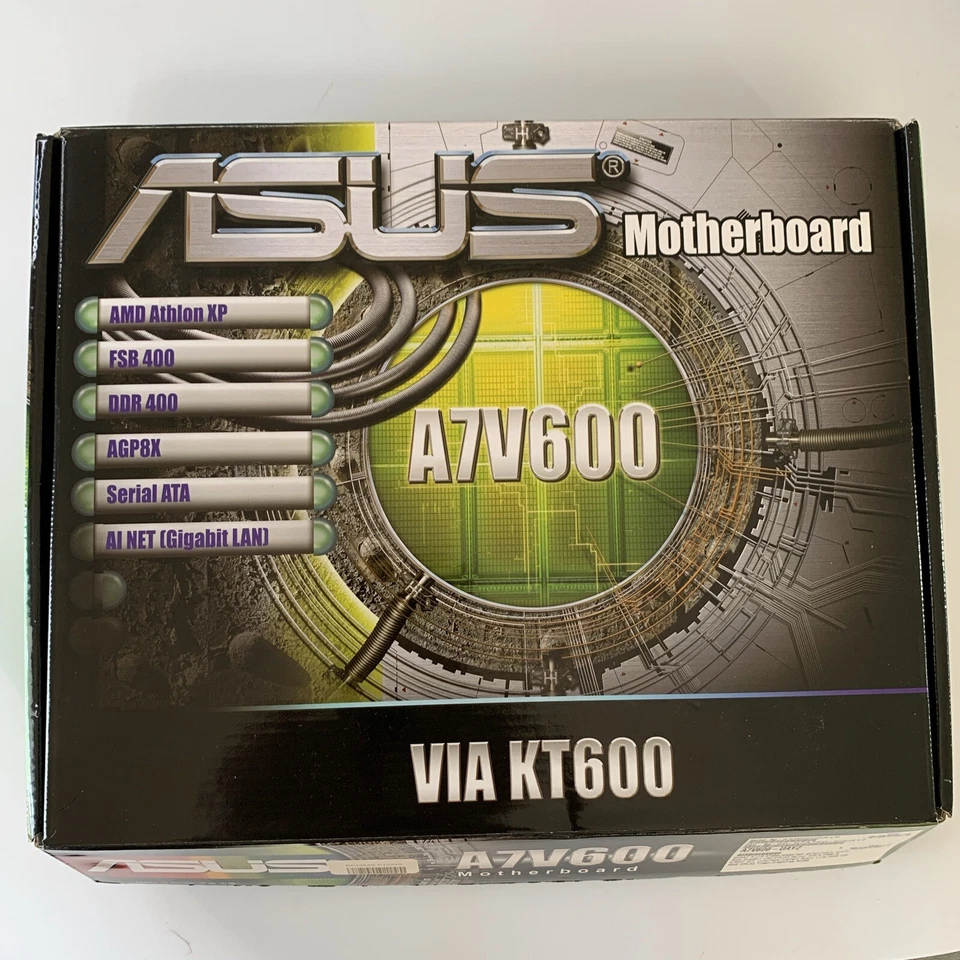 ASUS®
Motherboard
AMD Athlon XP
FSB 400
DDR 400
AGP8X
Serial ATA
AI NET (Gigabit LAN)
A7V600
VIA KT600
ASUS
A7V600
Motherboard